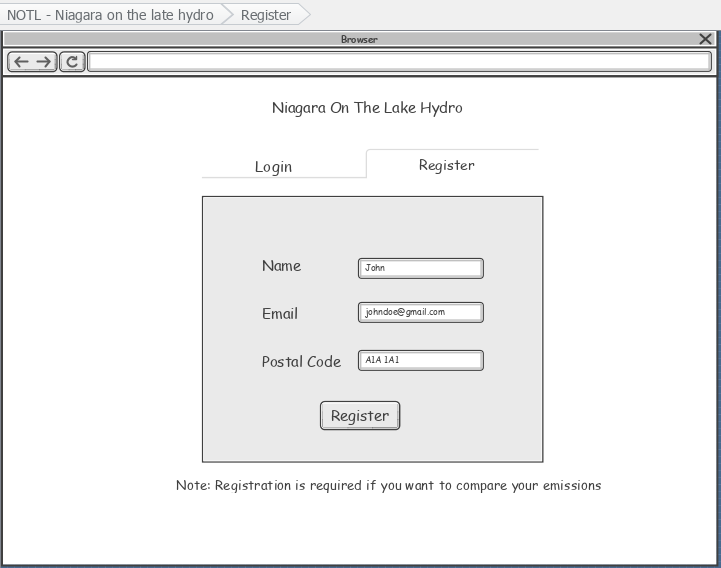 NOTL - Niagara on the late hydro Register
Browser
Niagara On The Lake Hydro
Login Register
Name John
Email johndoe@gmail.com
Postal Code A1A 1A1
Register
Note: Registration is required if you want to compare your emissions